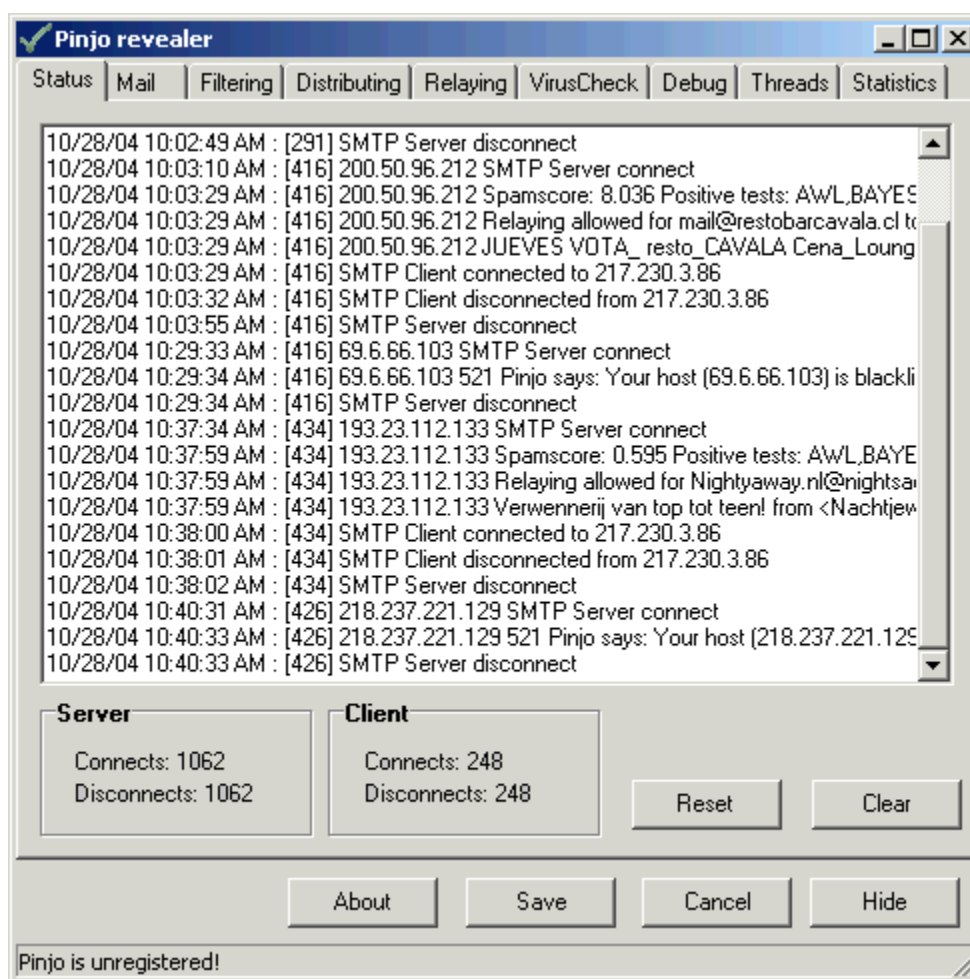 Pinjo revealer
Status Mail Filtering Distributing Relaying VirusCheck Debug Threads Statistics
10/28/04 10:02:49 AM : [291] SMTP Server disconnect
10/28/04 10:03:10 AM : [416] 200.50.96.212 SMTP Server connect
10/28/04 10:03:29 AM : [416] 200.50.96.212 Spamscore: 8.036 Positive tests: AWL,BAYES
10/28/04 10:03:29 AM : [416] 200.50.96.212 Relaying allowed for mail@restobarcavala.cl to
10/28/04 10:03:29 AM : [416] 200.50.96.212 JUEVES VOTA_ resto_CAVALA Cena_Loung
10/28/04 10:03:29 AM : [416] SMTP Client connected to 217.230.3.86
10/28/04 10:03:32 AM : [416] SMTP Client disconnected from 217.230.3.86
10/28/04 10:03:55 AM : [416] SMTP Server disconnect
10/28/04 10:29:33 AM : [416] 69.6.66.103 SMTP Server connect
10/28/04 10:29:34 AM : [416] 69.6.66.103 521 Pinjo says: Your host (69.6.66.103) is blackli
10/28/04 10:29:34 AM : [416] SMTP Server disconnect
10/28/04 10:37:34 AM : [434] 193.23.112.133 SMTP Server connect
10/28/04 10:37:59 AM : [434] 193.23.112.133 Spamscore: 0.595 Positive tests: AWL,BAYE
10/28/04 10:37:59 AM : [434] 193.23.112.133 Relaying allowed for Nightyaway.nl@nightsa
10/28/04 10:37:59 AM : [434] 193.23.112.133 Verwennerij van top tot teen! from <Nachtjew
10/28/04 10:38:00 AM : [434] SMTP Client connected to 217.230.3.86
10/28/04 10:38:01 AM : [434] SMTP Client disconnected from 217.230.3.86
10/28/04 10:38:02 AM : [434] SMTP Server disconnect
10/28/04 10:40:31 AM : [426] 218.237.221.129 SMTP Server connect
10/28/04 10:40:33 AM : [426] 218.237.221.129 521 Pinjo says: Your host (218.237.221.129
10/28/04 10:40:33 AM : [426] SMTP Server disconnect
Server Client
Connects: 1062 Connects: 248
Disconnects: 1062 Disconnects: 248
Reset Clear
About Save Cancel Hide
Pinjo is unregistered!